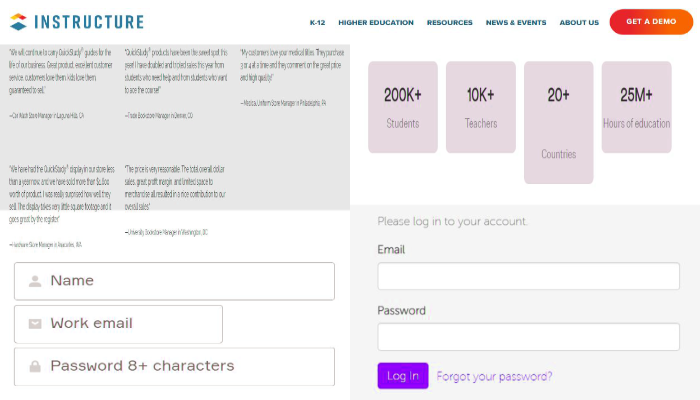 INSTRUCTURE
K-12 HIGHER EDUCATION RESOURCES NEWS & EVENTS ABOUT US GET A DEMO
"We will continue to carry QuickStudy® guides for the
life of our business. Great product, excellent customer
service, customers love them, kids love them,
guaranteed to sell."
—Car Wash Store Manager in Laguna Hills, CA
"QuickStudy® products have been the sweet spot this
year! I have doubled and tripled sales this year from
students who need help and from students who want
to ace the course!"
—Trade Bookstore Manager in Denver, CO
"My customers love your medical titles. They purchase
3 or 4 at a time and they comment on the great price
and high quality!"
—Medical Uniform Store Manager in Philadelphia, PA
"We have had the QuickStudy® display in our store less
than a year now, and we have sold more than $1,000
worth of product. I was really surprised how well they
sell. The display takes very little square footage and it
goes great by the register."
—Hardware Store Manager in Anacortes, WA
"The price is very reasonable. The total overall dollar
sales, great profit margin and limited space to
merchandise all resulted in a nice contribution to our
overall sales."
—University Bookstore Manager in Washington, DC
200K+
Students
10K+
Teachers
20+
Countries
25M+
Hours of education
Name
Work email
Password 8+ characters
Please log in to your account.
Email
Password
Log In Forgot your password?